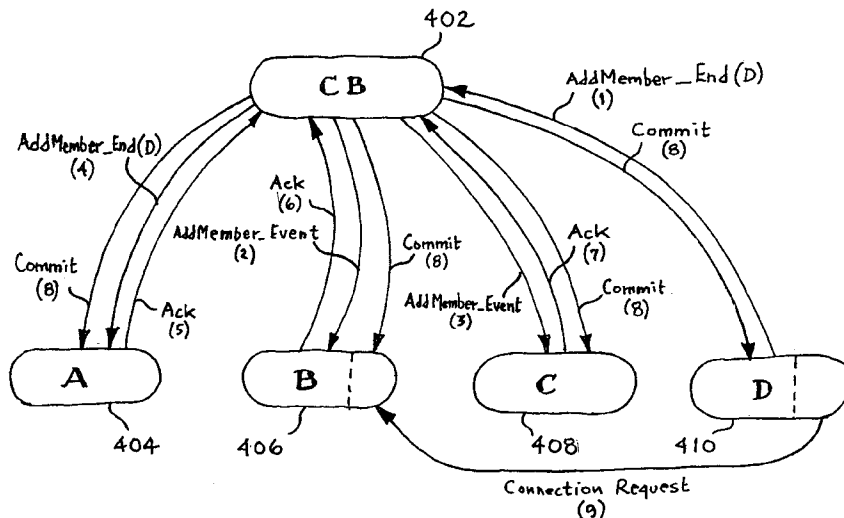 402
CB
AddMember_End(D)
(1)
Commit
(8)
AddMember_End(D)
(4)
Ack
(6)
AddMember_Event
(2)
Commit
(8)
Ack
(7)
Commit
(8)
Ack
(5)
AddMember_Event
(3)
Commit
(8)
A
B
C
D
404
406
408
410
Connection Request
(9)